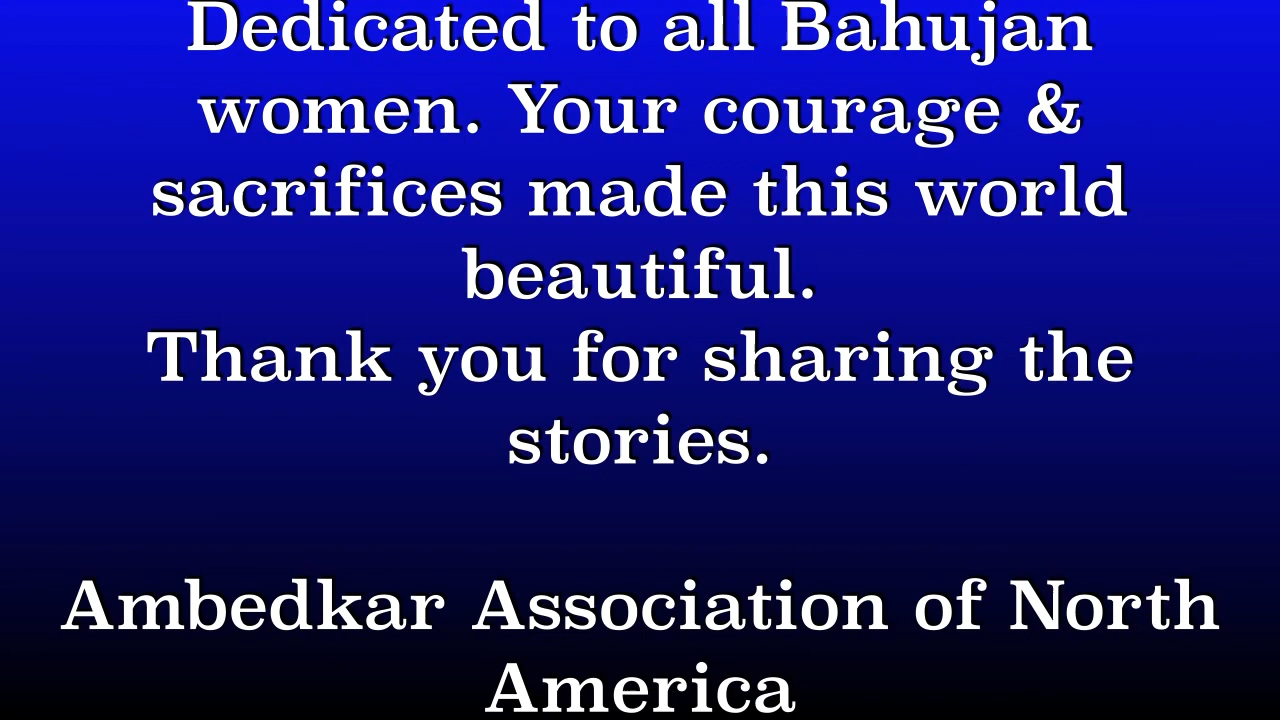 Dedicated to all Bahujan
women. Your courage &
sacrifices made this world
beautiful.
Thank you for sharing the
stories.
Ambedkar Association of North
America